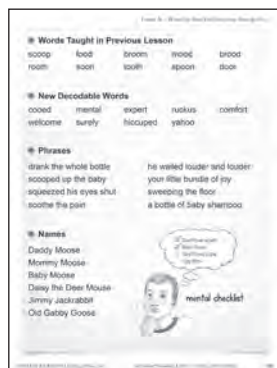 Words Taught in Previous Lesson
scoop food broom mood brood
room soon tooth spoon door
New Decodable Words
cooed mental expert ruckus comfort
welcome surely hiccuped yahoo
Phrases
drank the whole bottle he wailed louder and louder
scooped up the baby your little bundle of joy
squeezed his eyes shut sweeping the floor
soothe the pain a bottle of baby shampoo
Names
Daddy Moose
Mommy Moose
Baby Moose
Daisy the Deer Mouse
Jimmy Jackrabbit
Old Gabby Goose
mental checklist